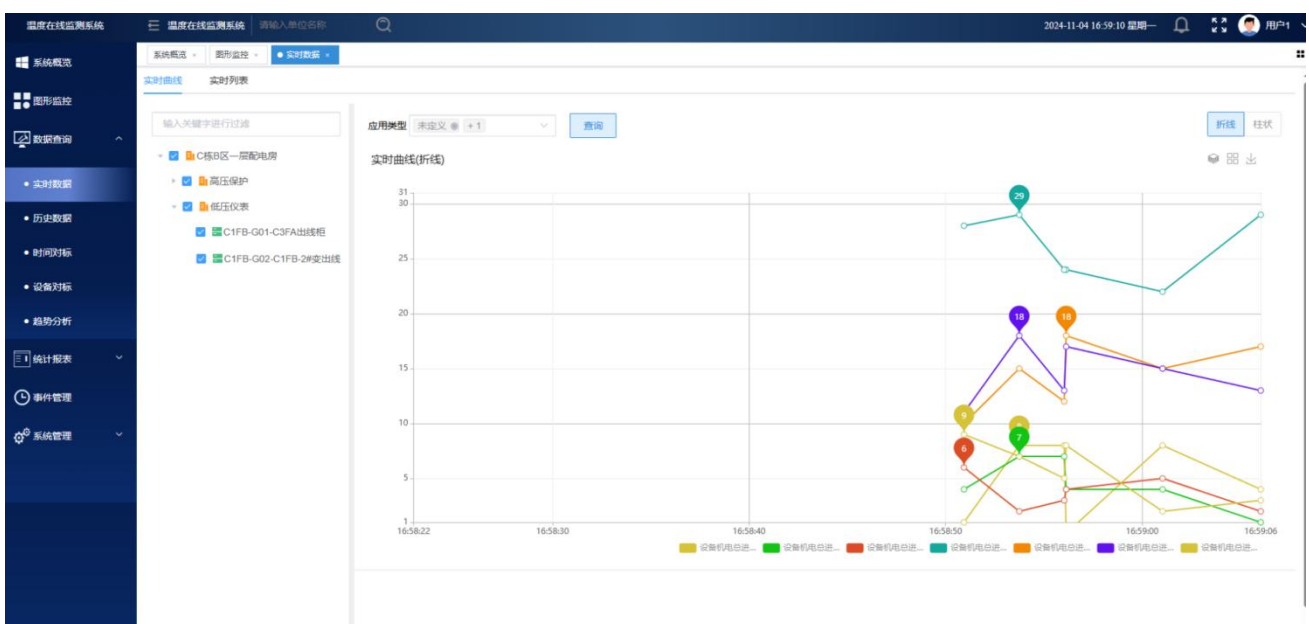 温度在线监测系统
温度在线监测系统 请输入单位名称
2024-11-04 16:59:10 星期一 用户1
系统概览
图形监控
数据查询
实时数据
历史数据
时间对标
设备对标
趋势分析
统计报表
事件管理
系统管理
系统概览 × 图形监控 × 实时数据 ×
实时曲线 实时列表
输入关键字进行过滤
C栋B区一层配电房
高压保护
低压仪表
C1FB-G01-C3FA出线柜
C1FB-G02-C1FB-2#变出线
应用类型 未定义 +1 查询
折线 柱状
实时曲线(折线)
31
30
25
20
15
10
5
1
29
18 18
9
7
6
16:58:22 16:58:30 16:58:40 16:58:50 16:59:00 16:59:06
设备机电总进... 设备机电总进... 设备机电总进... 设备机电总进... 设备机电总进... 设备机电总进... 设备机电总进...